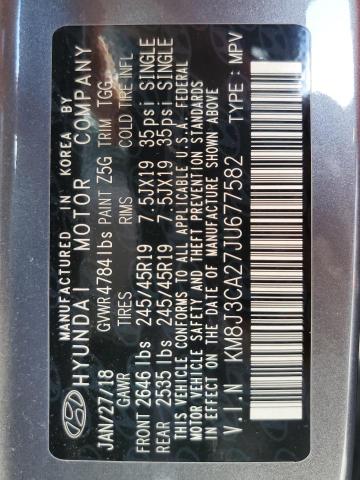 MANUFACTURED IN KOREA BY
HYUNDAI MOTOR COMPANY
JAN/27/18 GVWR 4784 lbs PAINT Z5G TRIM TGG
GAWR TIRES RIMS COLD TIRE INFL
FRONT 2646 lbs 245/45R19 7.5JX19 35psi SINGLE
REAR 2535 lbs 245/45R19 7.5JX19 35psi SINGLE
THIS VEHICLE CONFORMS TO ALL APPLICABLE U.S.A. FEDERAL
MOTOR VEHICLE SAFETY AND THEFT PREVENTION STANDARDS
IN EFFECT ON THE DATE OF MANUFACTURE SHOWN ABOVE
V.I.N KM8J3CA27JU677582 TYPE: MPV